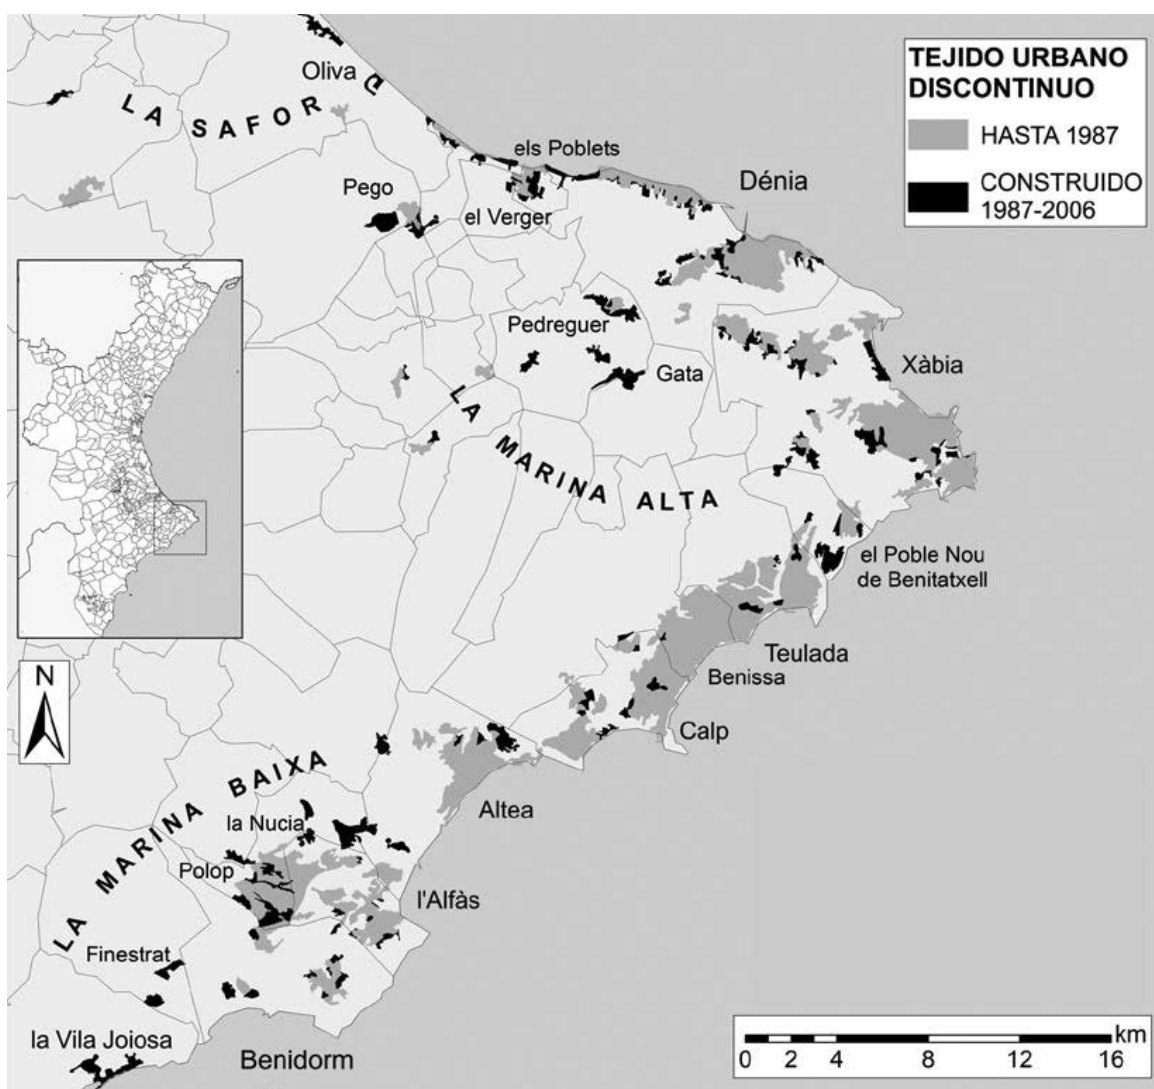 TEJIDO URBANO
DISCONTINUO
HASTA 1987
CONSTRUIDO
1987-2006
Oliva
LA SAFOR
els Poblets
Dénia
Pego
el Verger
Pedreguer
Xàbia
Gata
LA MARINA ALTA
el Poble Nou
de Benitatxell
Teulada
Benissa
N
Calp
LA MARINA BAIXA
Altea
la Nucia
Polop
l'Alfàs
Finestrat
la Vila Joiosa
Benidorm
km
0 2 4 8 12 16